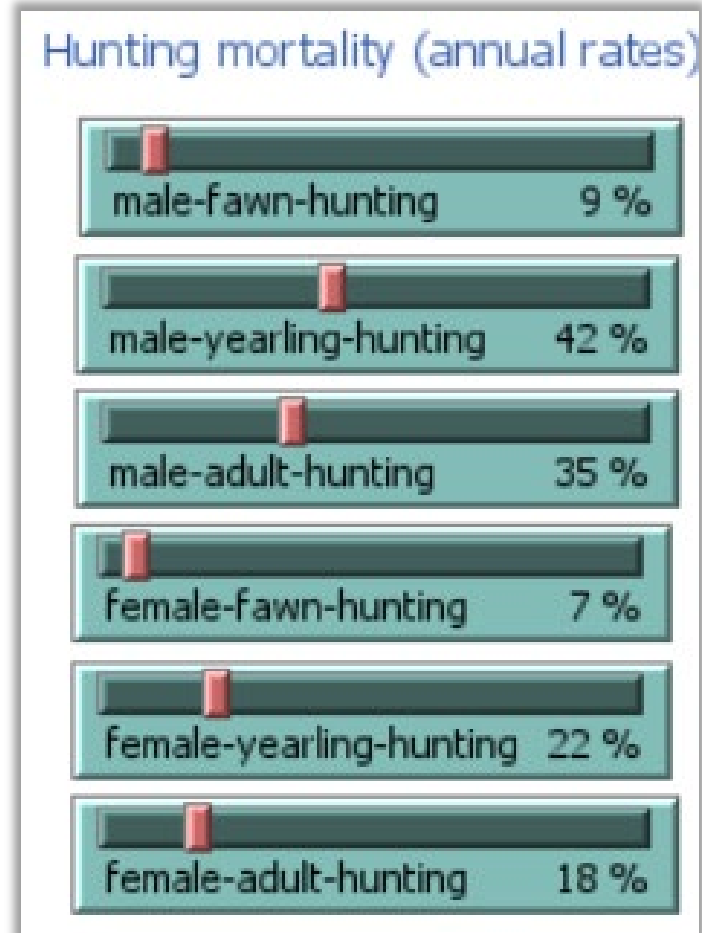 Hunting mortality (annual rates)
male-fawn-hunting 9 %
male-yearling-hunting 42 %
male-adult-hunting 35 %
female-fawn-hunting 7 %
female-yearling-hunting 22 %
female-adult-hunting 18 %